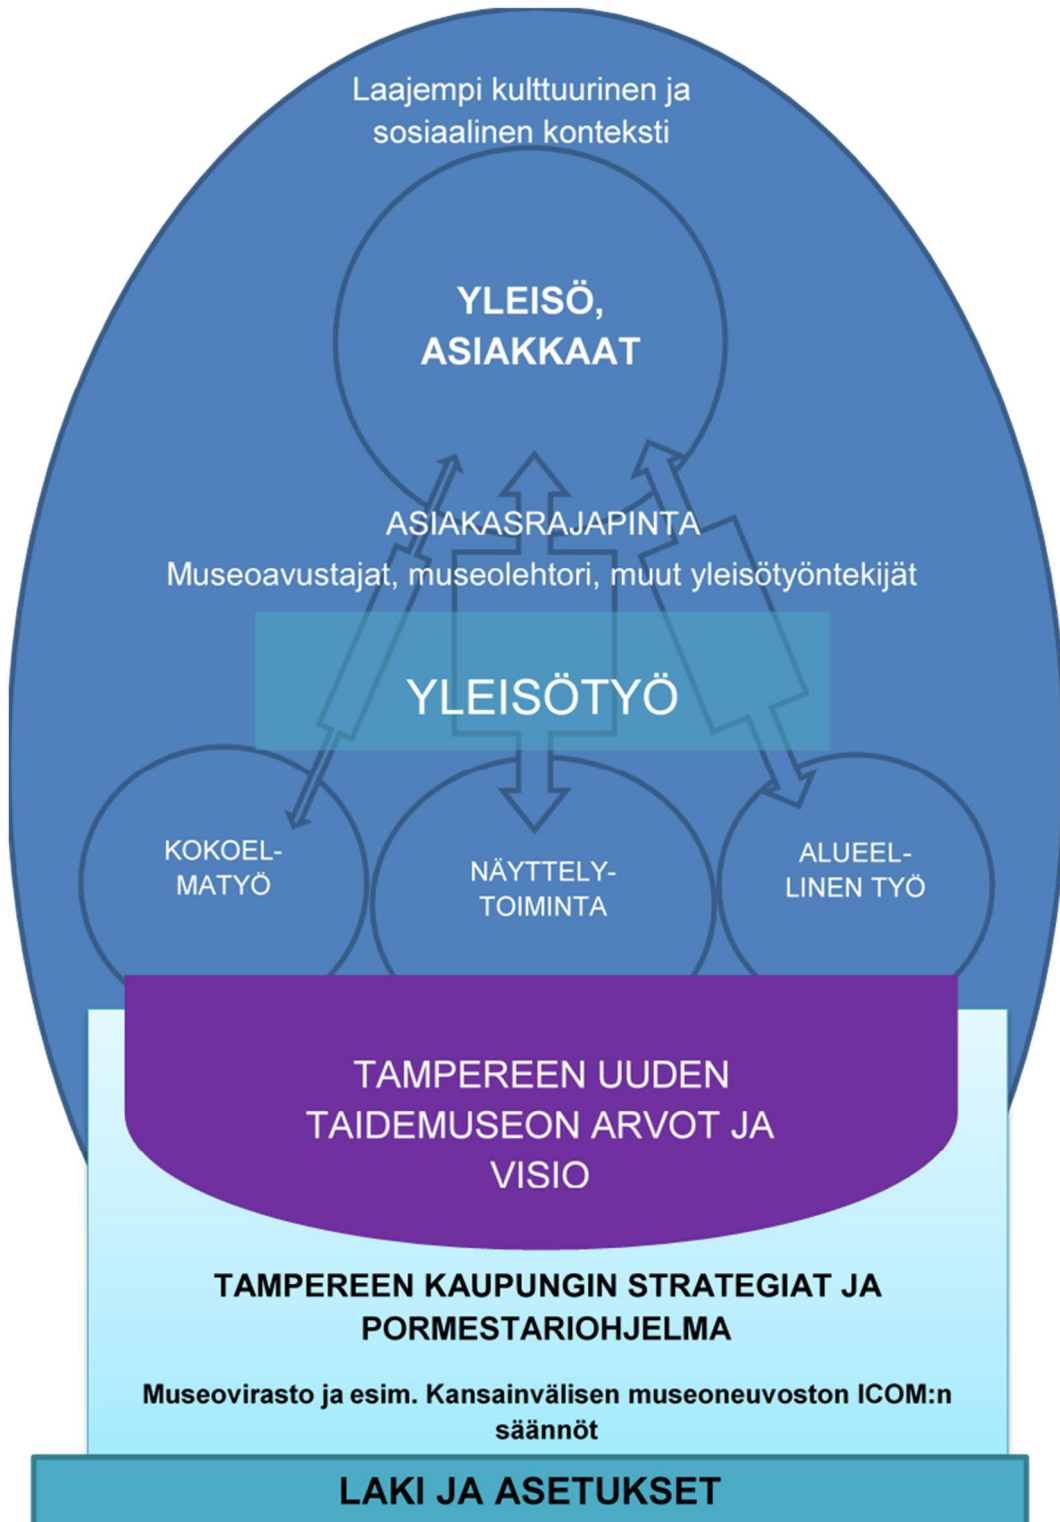 Laajempi kulttuurinen ja
sosiaalinen konteksti
YLEISÖ,
ASIAKKAAT
ASIAKASRAJAPINTA
Museoavustajat, museolehtori, muut yleisötyöntekijät
YLEISÖTYÖ
KOKOEL-
MATYÖ
NÄYTTELY-
TOIMINTA
ALUEEL-
LINEN TYÖ
TAMPEREEN UUDEN
TAIDEMUSEON ARVOT JA
VISIO
TAMPEREEN KAUPUNGIN STRATEGIAT JA
PORMESTARIOHJELMA
Museovirasto ja esim. Kansainvälisen museoneuvoston ICOM:n
säännöt
LAKI JA ASETUKSET